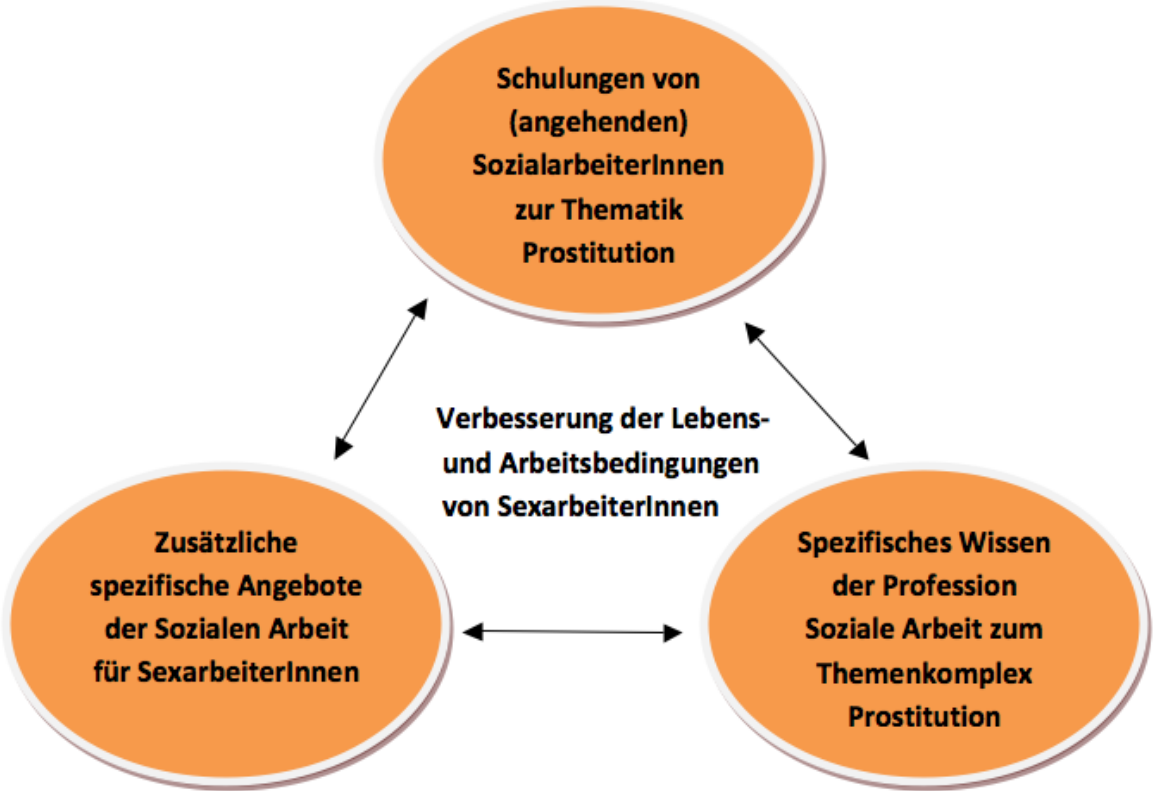 Schulungen von
(angehenden)
SozialarbeiterInnen
zur Thematik
Prostitution
Verbesserung der Lebens-
und Arbeitsbedingungen
von SexarbeiterInnen
Zusätzliche
spezifische Angebote
der Sozialen Arbeit
für SexarbeiterInnen
Spezifisches Wissen
der Profession
Soziale Arbeit zum
Themenkomplex
Prostitution